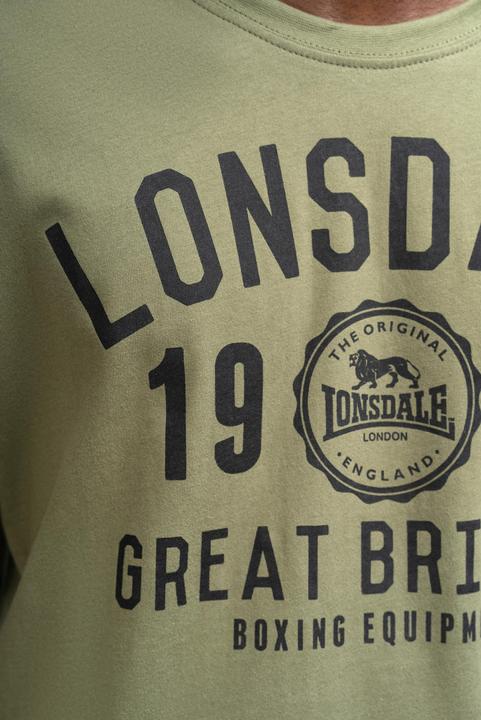 LONSDA
19
THE ORIGINAL
LONSDALE
LONDON
·ENGLAND·
GREAT BRI
BOXING EQUIPM